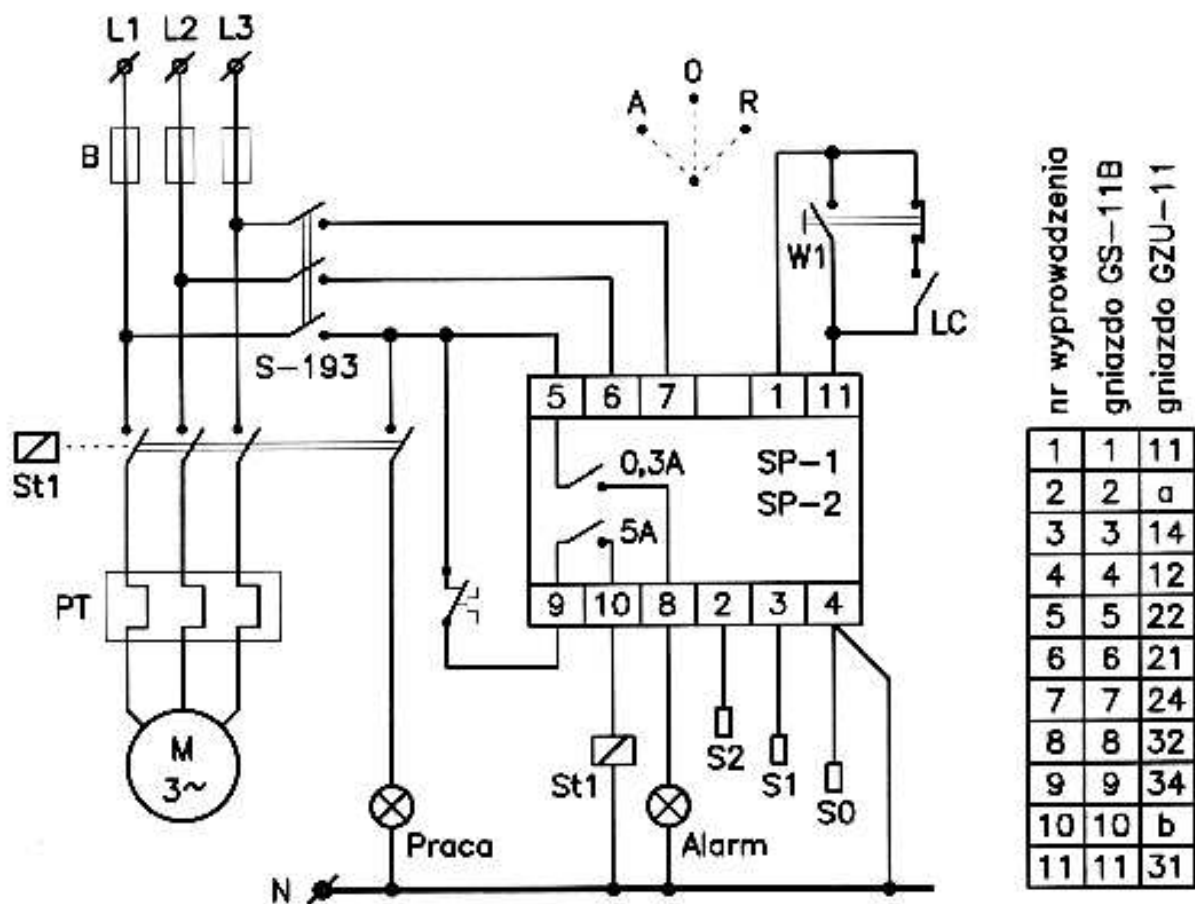 L1 L2 L3
B
A O R
W1
LC
S-193
5 6 7 1 11
St1
0,3A SP-1
SP-2
5A
PT
9 10 8 2 3 4
M
3~
St1
S2
S1
S0
Praca
Alarm
N
nr wyprowadzenia
gniazdo GS-11B
gniazdo GZU-11
1 1 11
2 2 a
3 3 14
4 4 12
5 5 22
6 6 21
7 7 24
8 8 32
9 9 34
10 10 b
11 11 31